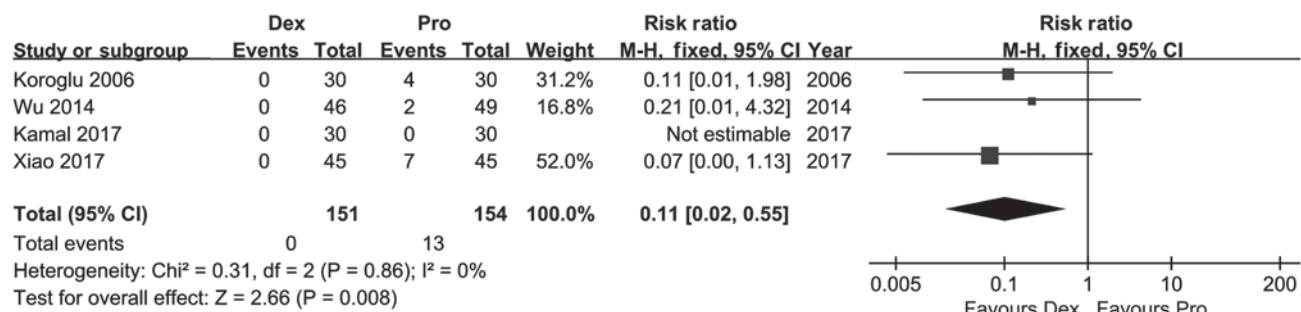 Dex Pro Risk ratio Risk ratio
Study or subgroup Events Total Events Total Weight M-H, fixed, 95% CI Year M-H, fixed, 95% CI
Koroglu 2006 0 30 4 30 31.2% 0.11 [0.01, 1.98] 2006
Wu 2014 0 46 2 49 16.8% 0.21 [0.01, 4.32] 2014
Kamal 2017 0 30 0 30 Not estimable 2017
Xiao 2017 0 45 7 45 52.0% 0.07 [0.00, 1.13] 2017
Total (95% CI) 151 154 100.0% 0.11 [0.02, 0.55]
Total events 0 13
Heterogeneity: Chi² = 0.31, df = 2 (P = 0.86); I² = 0%
Test for overall effect: Z = 2.66 (P = 0.008)
0.005 0.1 1 10 200
Favours Dex Favours Pro